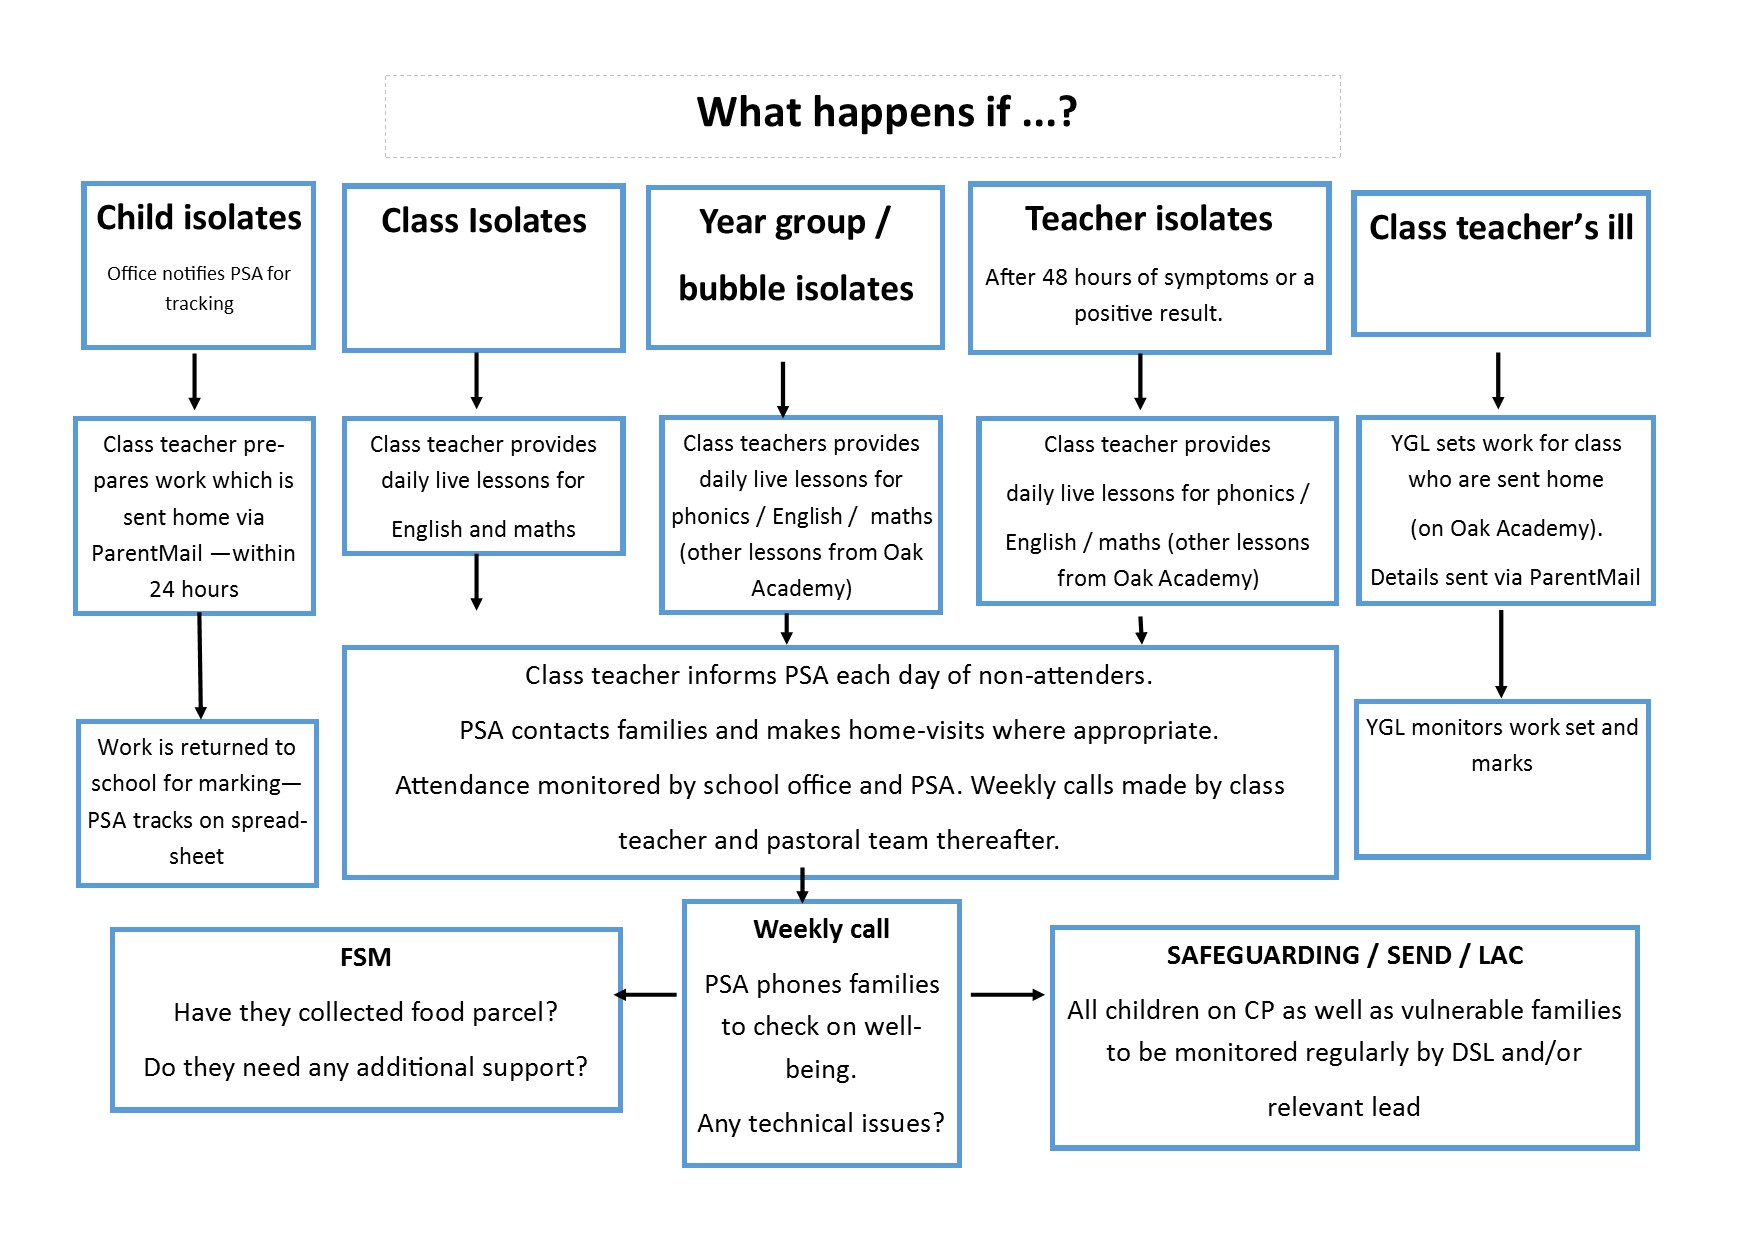 What happens if ...?
Child isolates
Office notifies PSA for
tracking
Class Isolates
Year group /
bubble isolates
Teacher isolates
After 48 hours of symptoms or a
positive result.
Class teacher’s ill
Class teacher pre-
pares work which is
sent home via
ParentMail —within
24 hours
Class teacher provides
daily live lessons for
English and maths
Class teachers provides
daily live lessons for
phonics / English /  maths
(other lessons from Oak
Academy)
Class teacher provides
daily live lessons for phonics /
English / maths (other lessons
from Oak Academy)
YGL sets work for class
who are sent home
(on Oak Academy).
Details sent via ParentMail
Work is returned to
school for marking—
PSA tracks on spread-
sheet
Class teacher informs PSA each day of non-attenders.
PSA contacts families and makes home-visits where appropriate.
Attendance monitored by school office and PSA. Weekly calls made by class
teacher and pastoral team thereafter.
YGL monitors work set and
marks
FSM
Have they collected food parcel?
Do they need any additional support?
Weekly call
PSA phones families
to check on well-
being.
Any technical issues?
SAFEGUARDING / SEND / LAC
All children on CP as well as vulnerable families
to be monitored regularly by DSL and/or
relevant lead